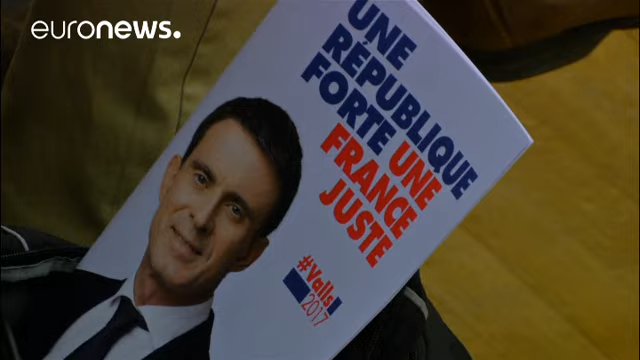 euronews.
UNE
RÉPUBLIQUE
FORTE UNE
FRANCE
JUSTE
#Valls
2017